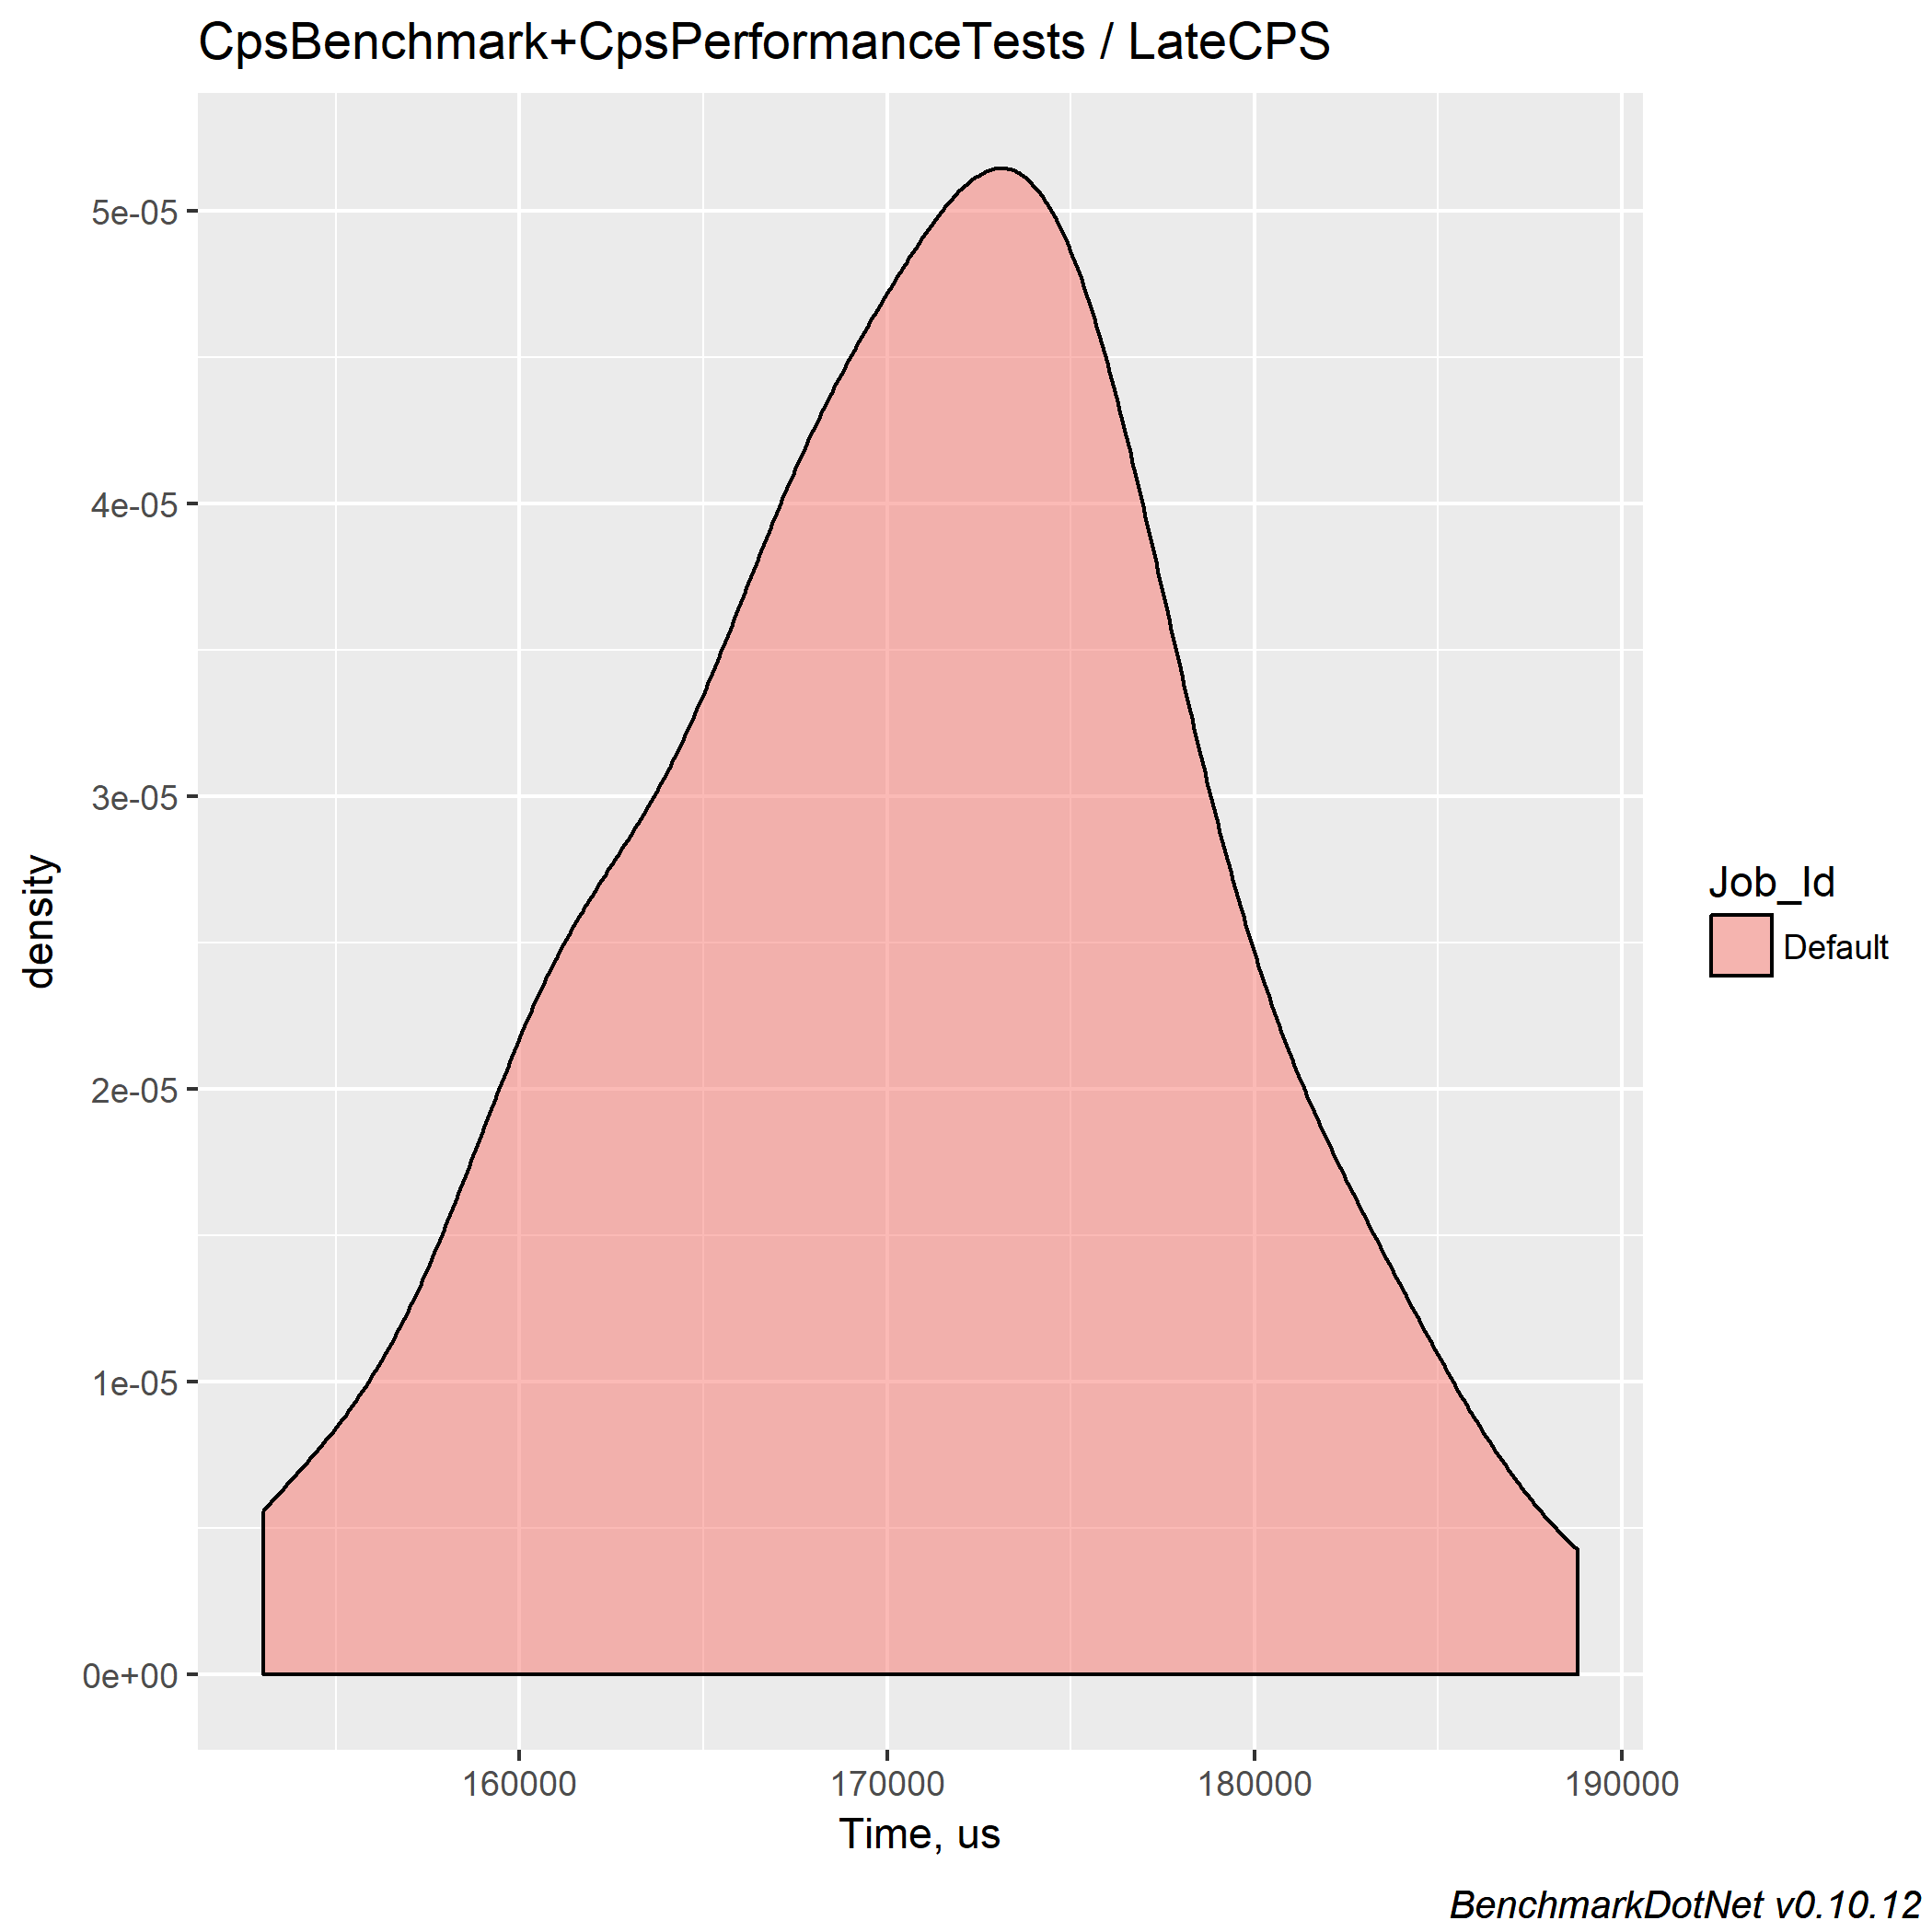 CpsBenchmark+CpsPerformanceTests / LateCPS
5e-05
4e-05
3e-05
2e-05
1e-05
0e+00
density
160000 170000 180000 190000
Time, us
Job_Id
Default
BenchmarkDotNet v0.10.12